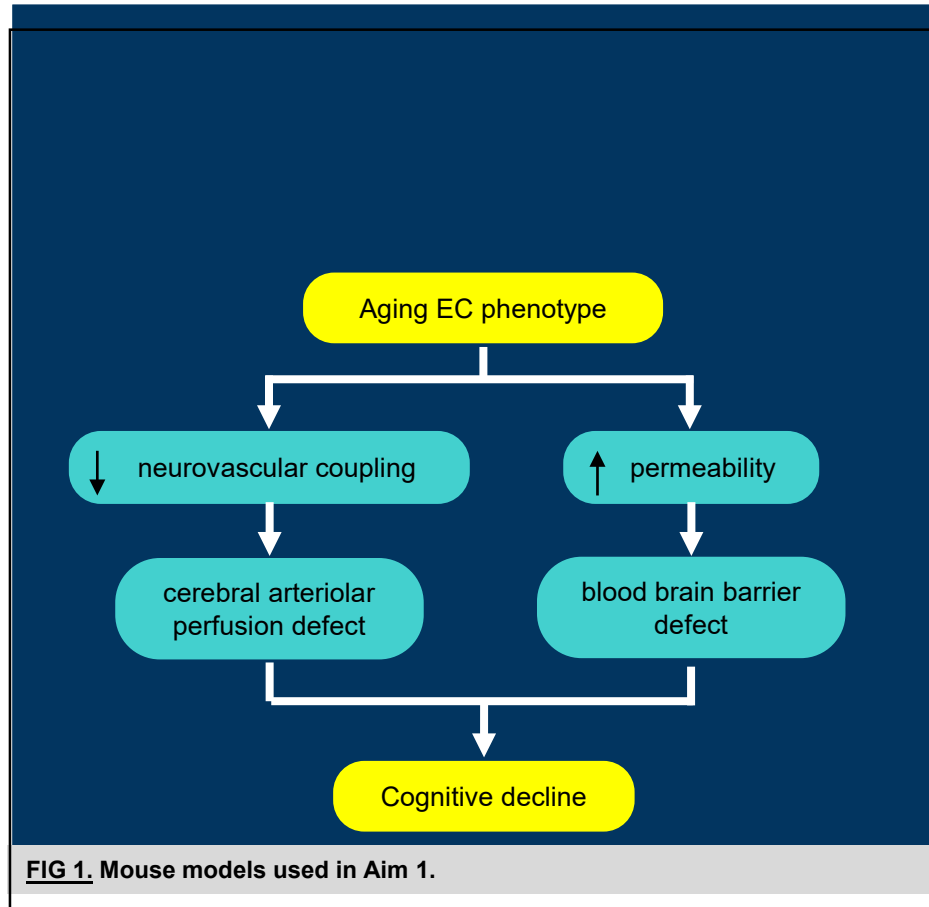 Aging EC phenotype
↓ neurovascular coupling
↑ permeability
cerebral arteriolar
perfusion defect
blood brain barrier
defect
Cognitive decline
FIG 1. Mouse models used in Aim 1.